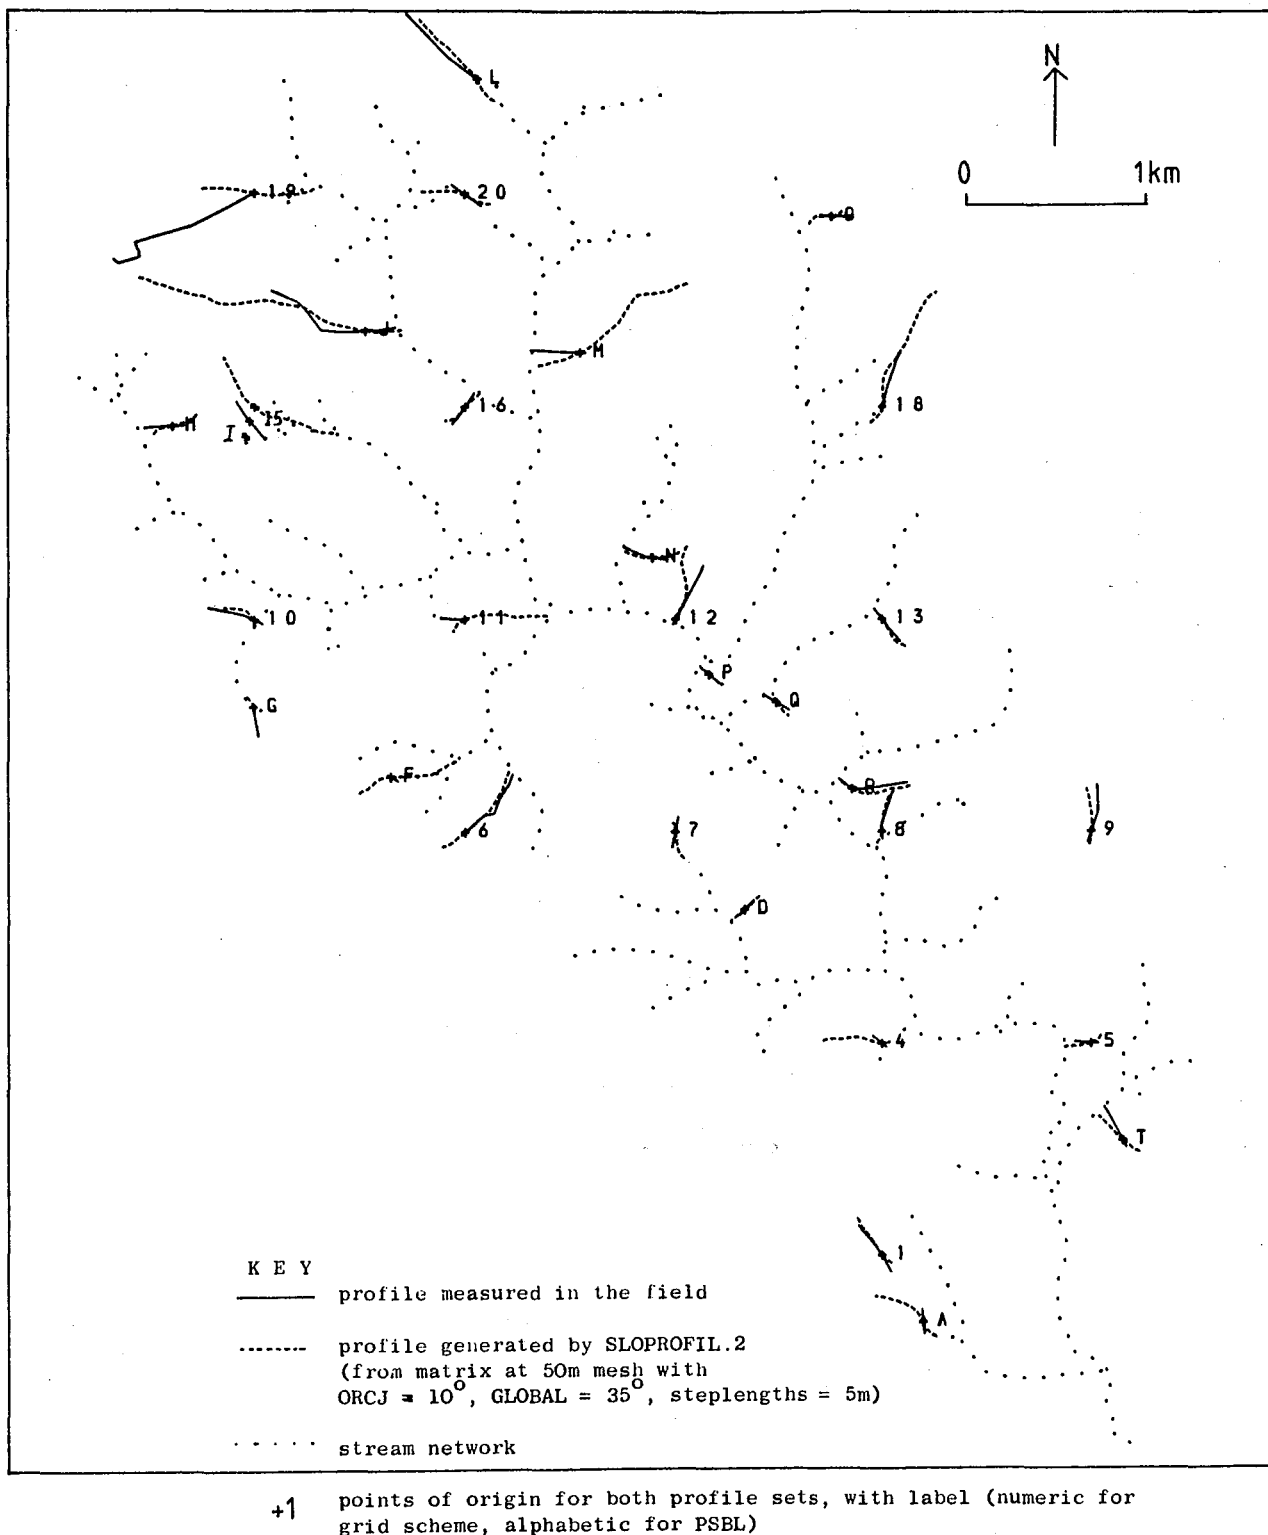 L
N
0 1km
19
20
O
J
M
15
I
H
16
18
N
10
11
12
13
P
Q
G
F
6
7
R
8
9
D
4
5
T
1
A
K E Y
profile measured in the field
profile generated by SLOPROFIL.2
(from matrix at 50m mesh with
ORCJ = 10°, GLOBAL = 35°, steplengths = 5m)
stream network
+1 points of origin for both profile sets, with label (numeric for
grid scheme, alphabetic for PSBL)